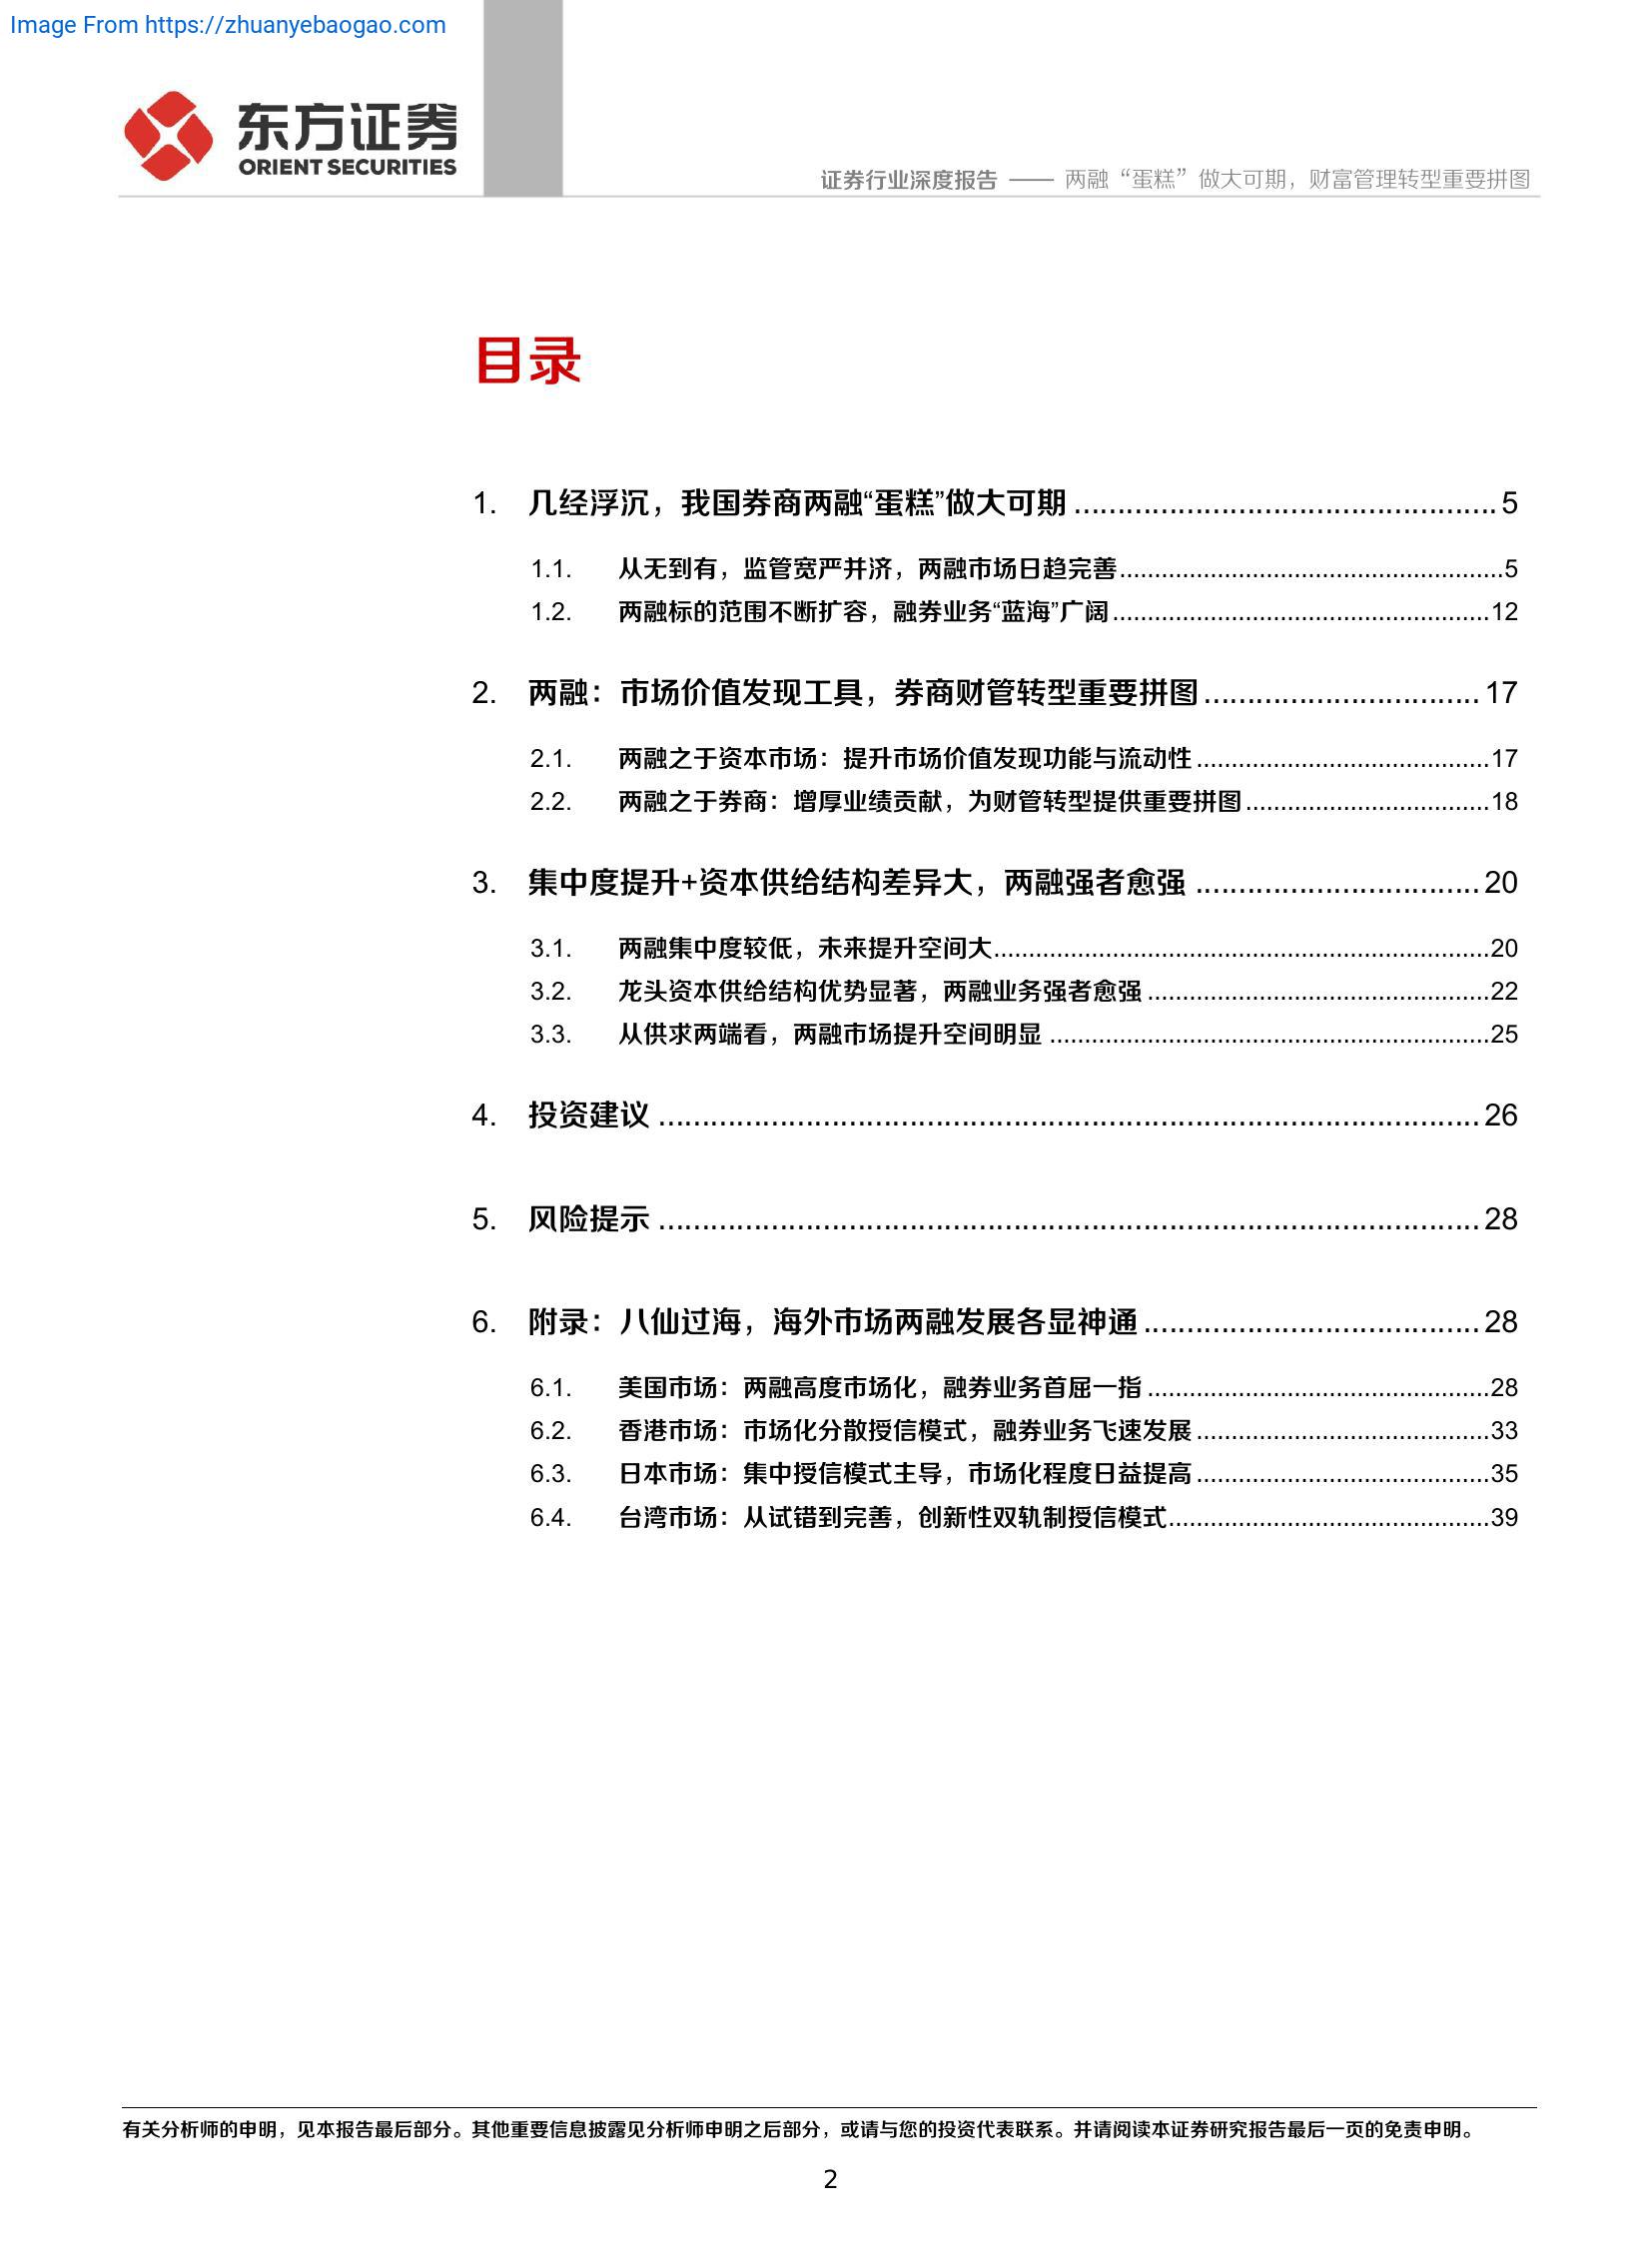 Image From https://zhuanyebaogao.com
东方证券
ORIENT SECURITIES
证券行业深度报告 —— 两融“蛋糕”做大可期，财富管理转型重要拼图
目录
1. 几经浮沉，我国券商两融“蛋糕”做大可期 ................................................ 5
1.1. 从无到有，监管宽严并济，两融市场日趋完善.......................................................5
1.2. 两融标的范围不断扩容，融券业务“蓝海”广阔......................................................12
2. 两融：市场价值发现工具，券商财管转型重要拼图................................ 17
2.1. 两融之于资本市场：提升市场价值发现功能与流动性..........................................17
2.2. 两融之于券商：增厚业绩贡献，为财管转型提供重要拼图...................................18
3. 集中度提升+资本供给结构差异大，两融强者愈强 ................................. 20
3.1. 两融集中度较低，未来提升空间大.......................................................................20
3.2. 龙头资本供给结构优势显著，两融业务强者愈强.................................................22
3.3. 从供求两端看，两融市场提升空间明显 ...............................................................25
4. 投资建议 ............................................................................................... 26
5. 风险提示 ............................................................................................... 28
6. 附录：八仙过海，海外市场两融发展各显神通....................................... 28
6.1. 美国市场：两融高度市场化，融券业务首屈一指.................................................28
6.2. 香港市场：市场化分散授信模式，融券业务飞速发展..........................................33
6.3. 日本市场：集中授信模式主导，市场化程度日益提高..........................................35
6.4. 台湾市场：从试错到完善，创新性双轨制授信模式..............................................39
有关分析师的申明，见本报告最后部分。其他重要信息披露见分析师申明之后部分，或请与您的投资代表联系。并请阅读本证券研究报告最后一页的免责申明。
2